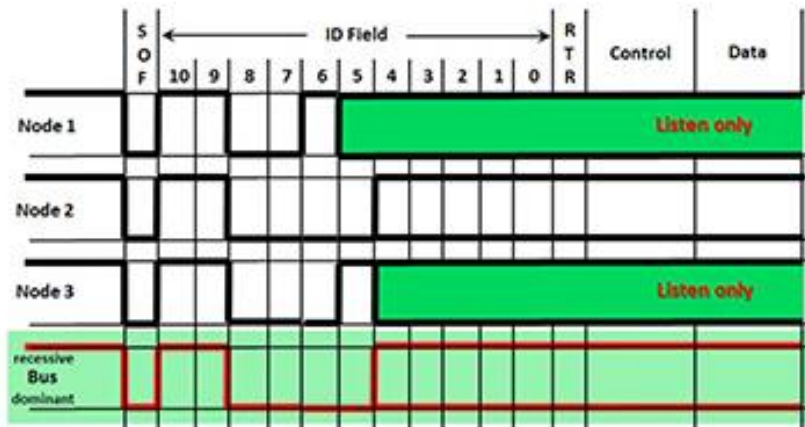 S O F
ID Field
10 9 8 7 6 5 4 3 2 1 0
R T R
Control
Data
Node 1
Listen only
Node 2
Node 3
Listen only
recessive
Bus
dominant